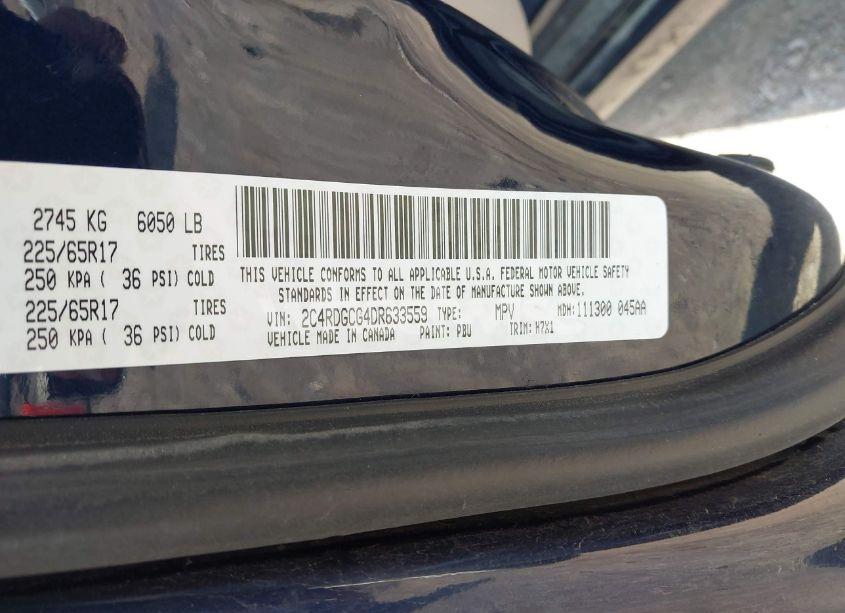 2745 KG 6050 LB
225/65R17 TIRES
250 KPA ( 36 PSI) COLD
225/65R17 TIRES
250 KPA ( 36 PSI) COLD
THIS VEHICLE CONFORMS TO ALL APPLICABLE U.S.A. FEDERAL MOTOR VEHICLE SAFETY
STANDARDS IN EFFECT ON THE DATE OF MANUFACTURE SHOWN ABOVE.
VIN: 2C4RDGCG4DR633559 TYPE: MPV MDH: 111300 045AA
VEHICLE MADE IN CANADA PAINT: PBU TRIM: H7X1